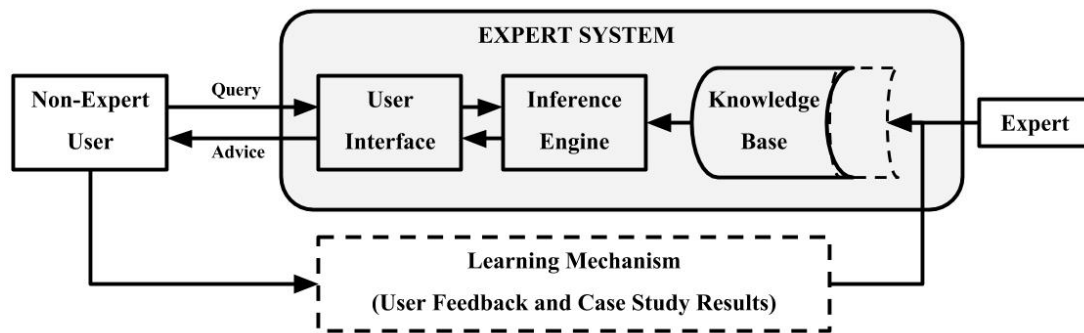 EXPERT SYSTEM
Non-Expert
User
Query
Advice
User
Interface
Inference
Engine
Knowledge
Base
Expert
Learning Mechanism
(User Feedback and Case Study Results)